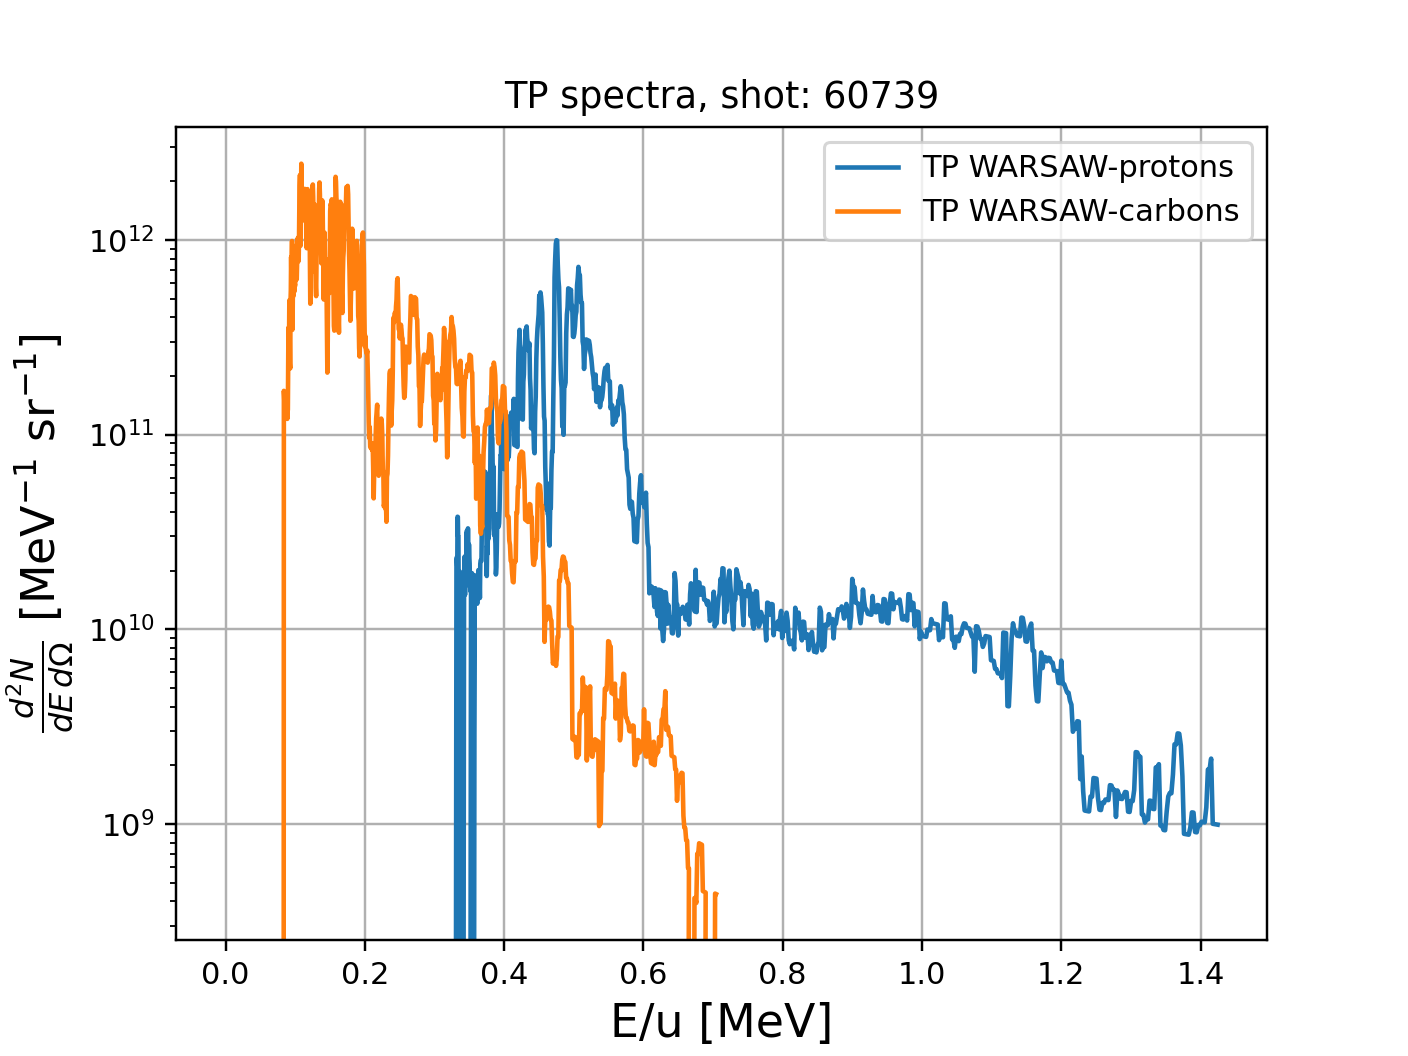 TP spectra, shot: 60739
TP WARSAW-protons
TP WARSAW-carbons
10¹²
10¹¹
10¹⁰
10⁹
d²N/dE dΩ [MeV⁻¹ sr⁻¹]
0.0 0.2 0.4 0.6 0.8 1.0 1.2 1.4
E/u [MeV]